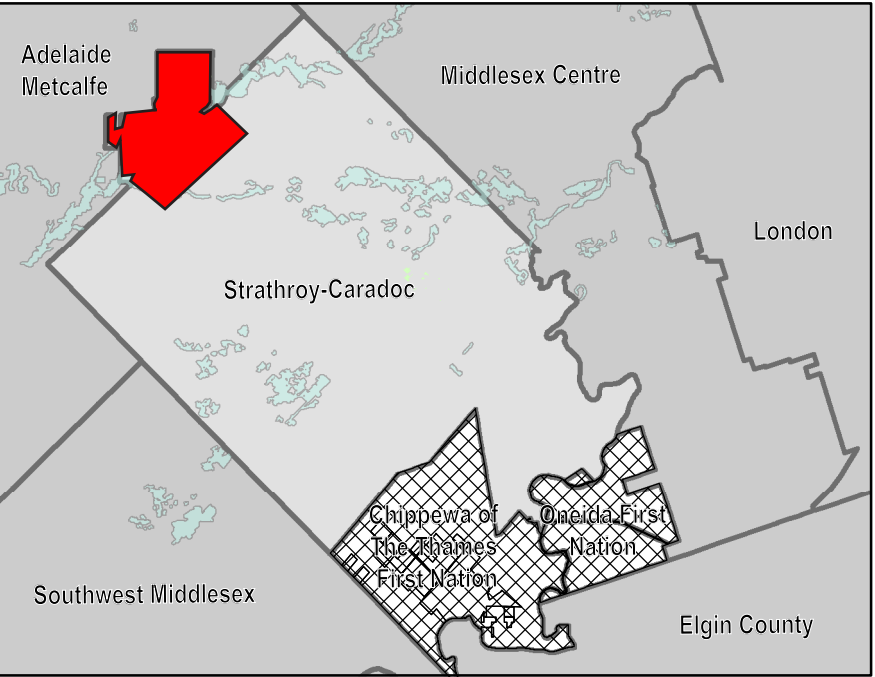 Adelaide
Metcalfe
Middlesex Centre
London
Strathroy-Caradoc
Chippewa of
The Thames
First Nation
Oneida First
Nation
Southwest Middlesex
Elgin County